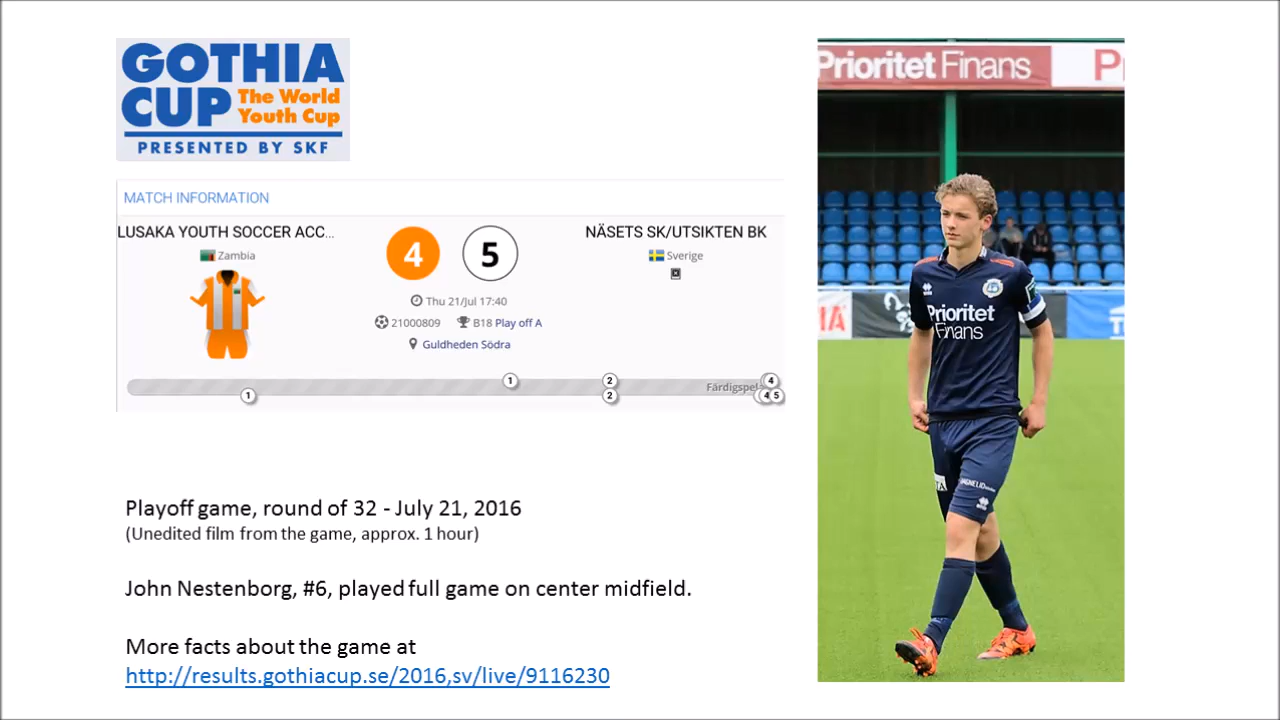 GOTHIA
CUP The World
Youth Cup
PRESENTED BY SKF
MATCH INFORMATION
LUSAKA YOUTH SOCCER ACC...
Zambia
4
5
NÄSETS SK/UTSIKTEN BK
Sverige
Thu 21/Jul 17:40
21000809
B18 Play off A
Guldheden Södra
1
1
2
2
Färdigspela
4
4
5
Playoff game, round of 32 - July 21, 2016
(Unedited film from the game, approx. 1 hour)
John Nestenborg, #6, played full game on center midfield.
More facts about the game at
http://results.gothiacup.se/2016,sv/live/9116230
Prioritet Finans
P
Prioritet
Finans